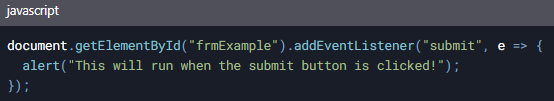 javascript
document.getElementById("frmExample").addEventListener("submit", e => {
  alert("This will run when the submit button is clicked!");
});